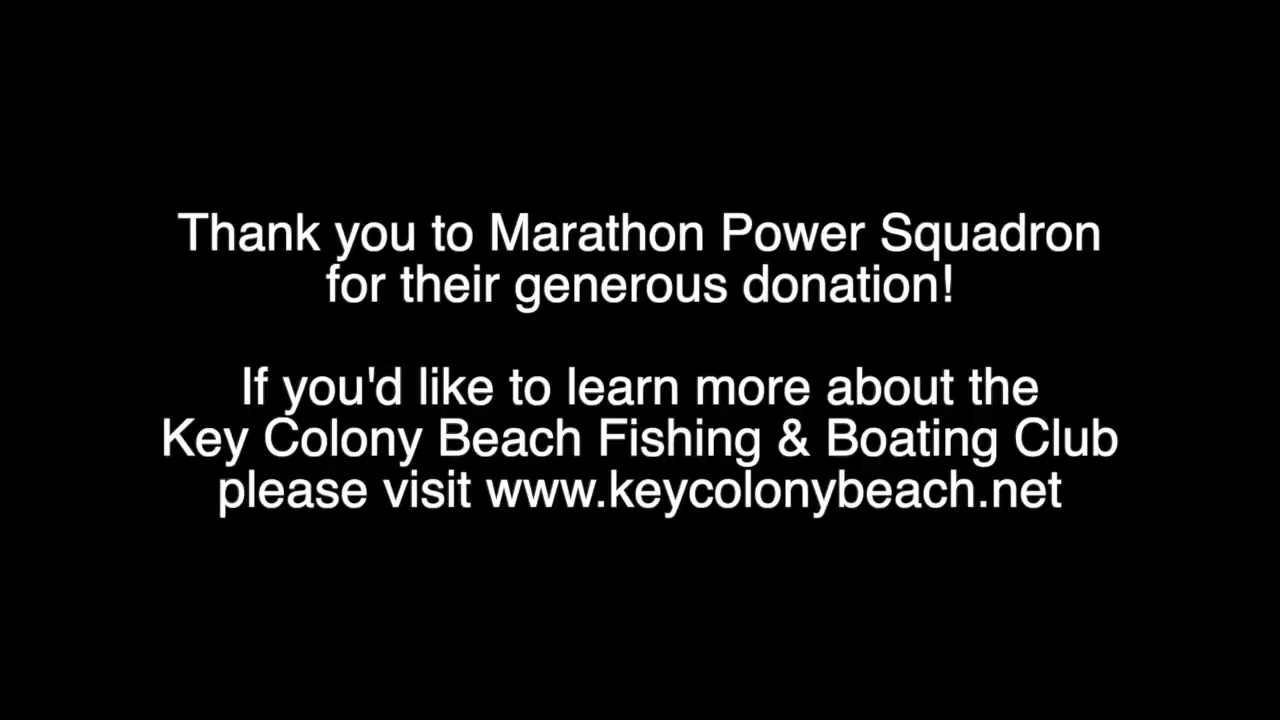 Thank you to Marathon Power Squadron
for their generous donation!
If you'd like to learn more about the
Key Colony Beach Fishing & Boating Club
please visit www.keycolonybeach.net